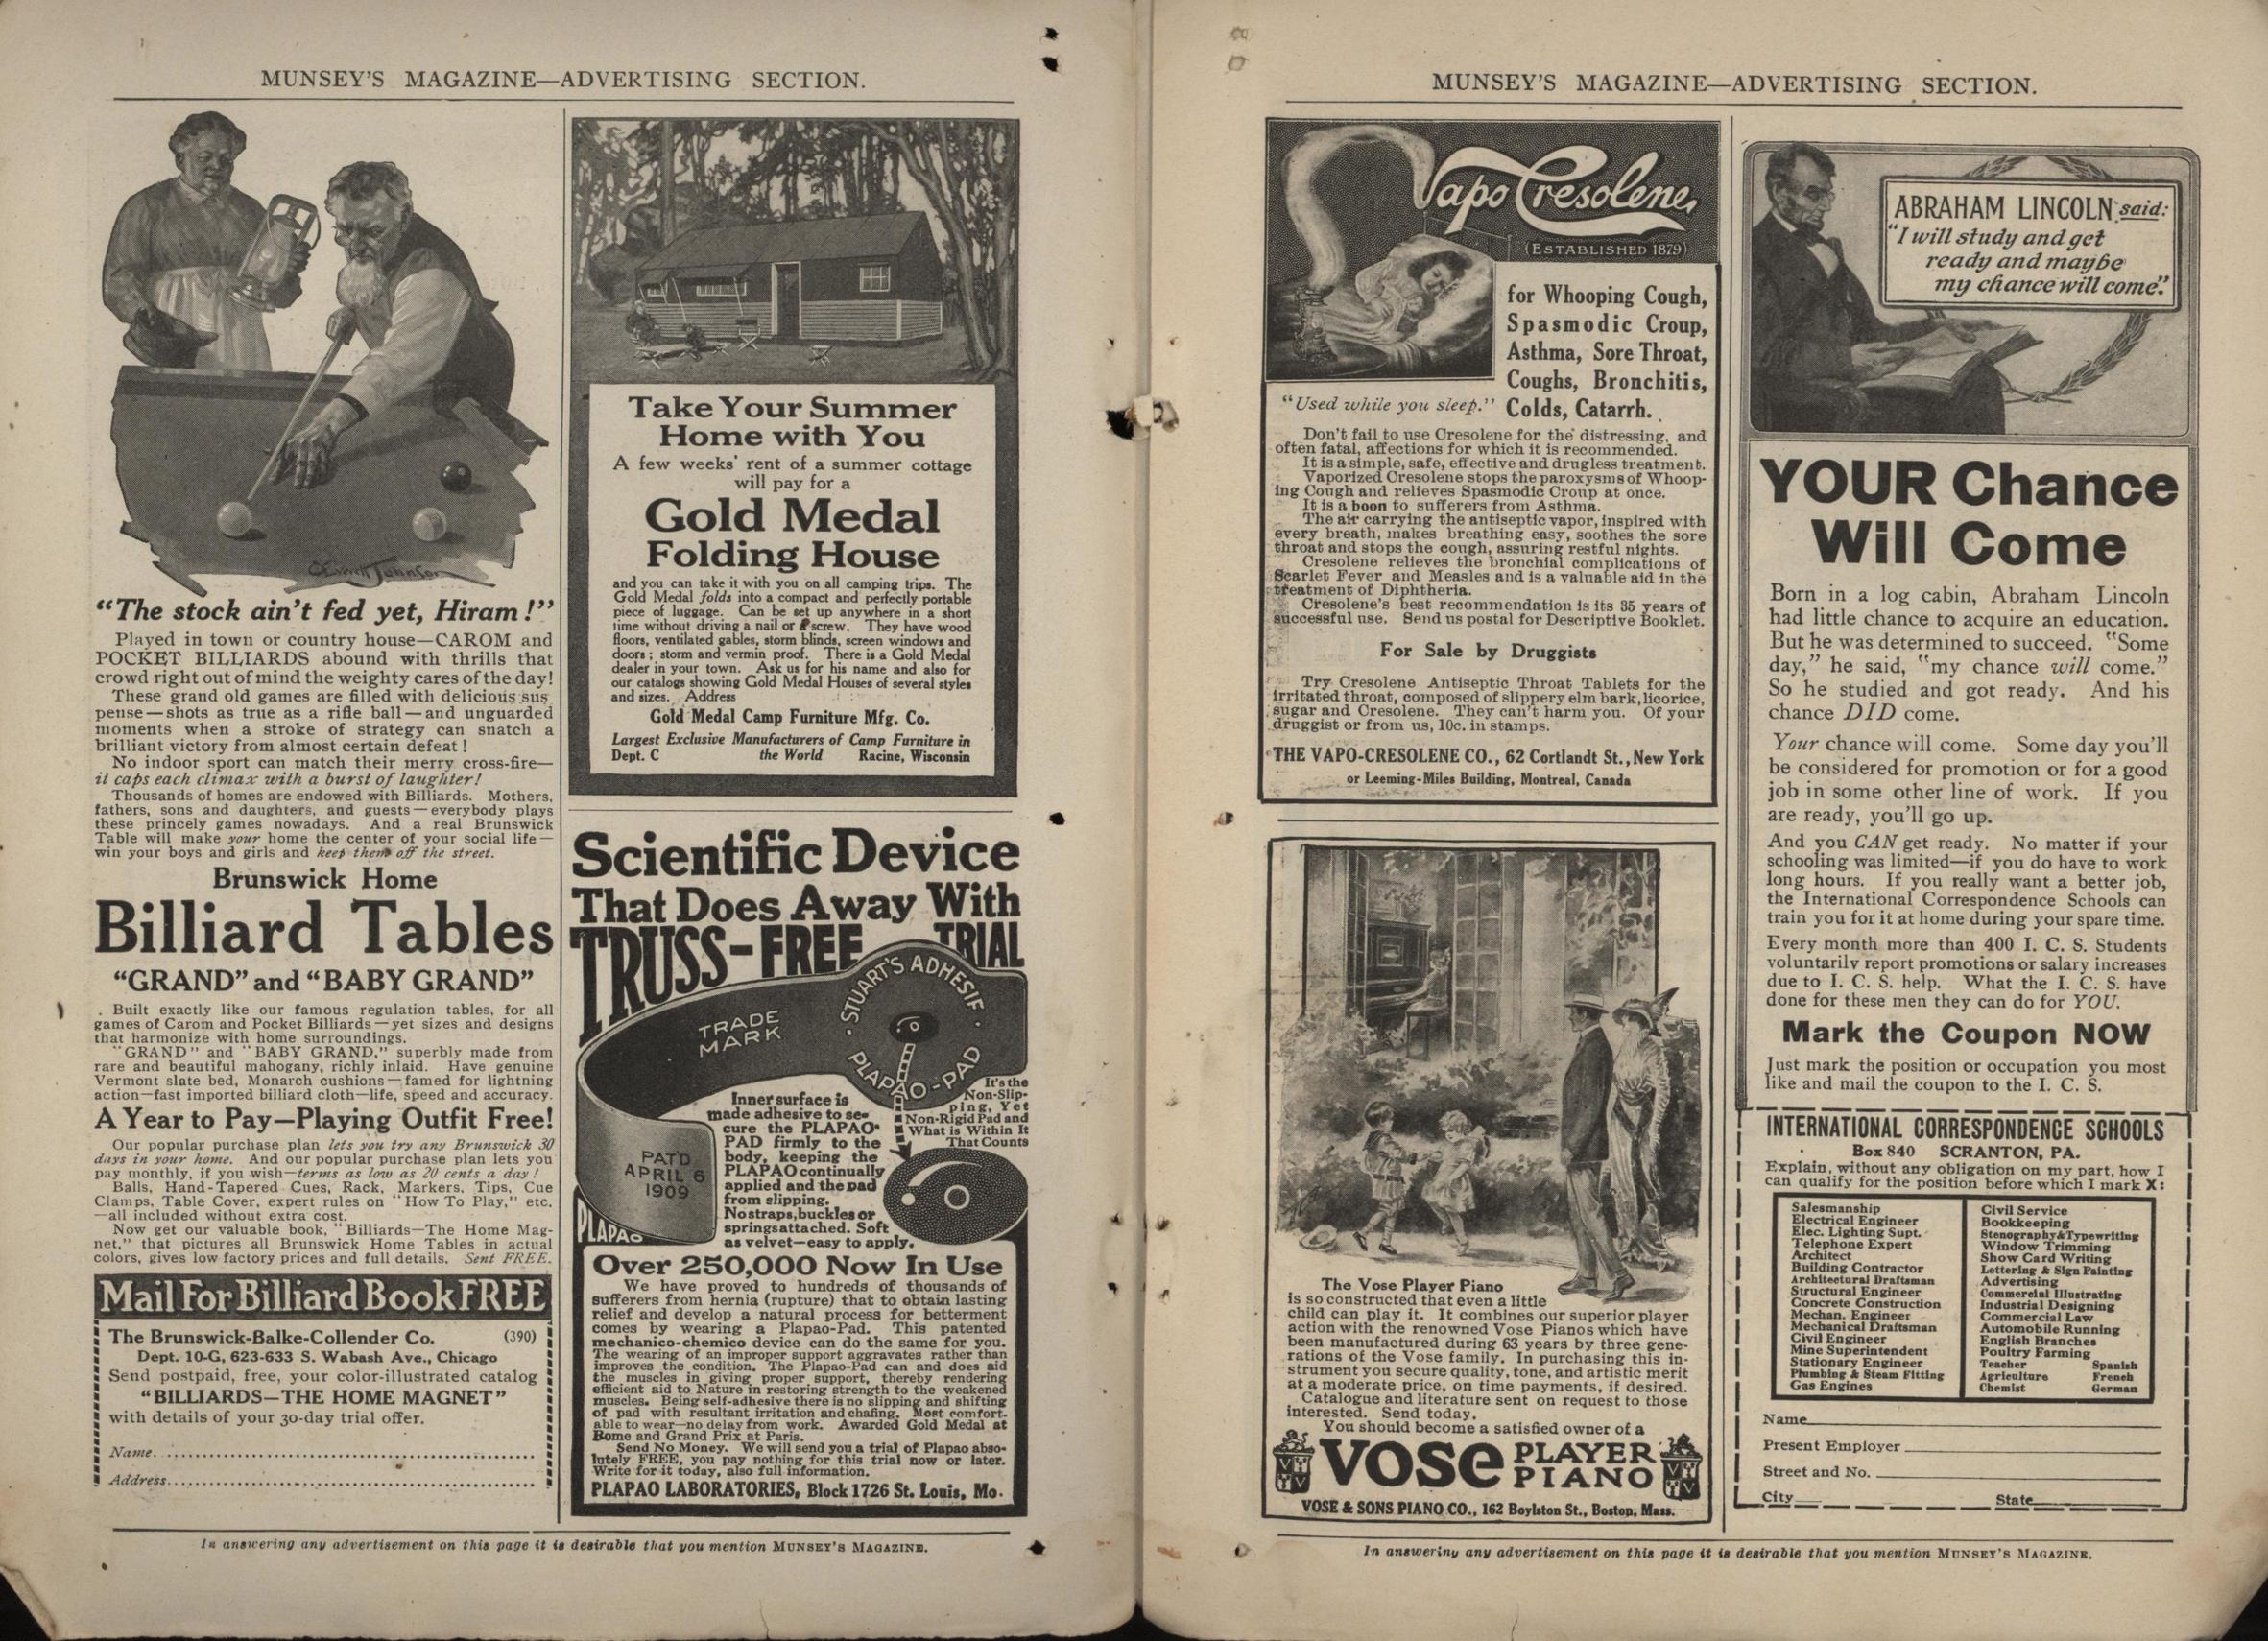 MUNSEY'S MAGAZINE—ADVERTISING SECTION.
"The stock ain't fed yet, Hiram!"
Played in town or country house—CAROM and
POCKET BILLIARDS abound with thrills that
crowd right out of mind the weighty cares of the day!
These grand old games are filled with delicious sus
pense—shots as true as a rifle ball—and unguarded
moments when a stroke of strategy can snatch a
brilliant victory from almost certain defeat!
No indoor sport can match their merry cross-fire—
it caps each climax with a burst of laughter!
Thousands of homes are endowed with Billiards. Mothers,
fathers, sons and daughters, and guests—everybody plays
these princely games nowadays. And a real Brunswick
Table will make your home the center of your social life—
win your boys and girls and keep them off the street.
Brunswick Home
Billiard Tables
"GRAND" and "BABY GRAND"
Built exactly like our famous regulation tables, for all
games of Carom and Pocket Billiards—yet sizes and designs
that harmonize with home surroundings.
"GRAND" and "BABY GRAND," superbly made from
rare and beautiful mahogany, richly inlaid. Have genuine
Vermont slate bed, Monarch cushions—famed for lightning
action—fast imported billiard cloth—life, speed and accuracy.
A Year to Pay—Playing Outfit Free!
Our popular purchase plan lets you try any Brunswick 30
days in your home. And our popular purchase plan lets you
pay monthly, if you wish—terms as low as 20 cents a day!
Balls, Hand-Tapered Cues, Rack, Markers, Tips, Cue
Clamps, Table Cover, expert rules on "How To Play," etc.
—all included without extra cost.
Now get our valuable book, "Billiards—The Home Mag-
net," that pictures all Brunswick Home Tables in actual
colors, gives low factory prices and full details. Sent FREE.
Mail For Billiard Book FREE
The Brunswick-Balke-Collender Co. (390)
Dept. 10-G, 623-633 S. Wabash Ave., Chicago
Send postpaid, free, your color-illustrated catalog
"BILLIARDS—THE HOME MAGNET"
with details of your 30-day trial offer.
Name
Address
Take Your Summer
Home with You
A few weeks' rent of a summer cottage
will pay for a
Gold Medal
Folding House
and you can take it with you on all camping trips. The
Gold Medal folds into a compact and perfectly portable
piece of luggage. Can be set up anywhere in a short
time without driving a nail or screw. They have wood
floors, ventilated gables, storm blinds, screen windows and
doors; storm and vermin proof. There is a Gold Medal
dealer in your town. Ask us for his name and also for
our catalogs showing Gold Medal Houses of several styles
and sizes. Address
Gold Medal Camp Furniture Mfg. Co.
Largest Exclusive Manufacturers of Camp Furniture in
Dept. C the World Racine, Wisconsin
Scientific Device
That Does Away With
TRUSS-FREE TRIAL
STUART'S ADHESIF
PLAPAO-PAD
TRADE
MARK
It's the
Non-Slip-
ping, Yet
Non-Rigid Pad and
What is Within It
That Counts
PAT'D
APRIL 6
1909
PLAPAO
Inner surface is
made adhesive to se-
cure the PLAPAO-
PAD firmly to the
body, keeping the
PLAPAO continually
applied and the pad
from slipping.
No straps, buckles or
springs attached. Soft
as velvet—easy to apply.
Over 250,000 Now In Use
We have proved to hundreds of thousands of
sufferers from hernia (rupture) that to obtain lasting
relief and develop a natural process for betterment
comes by wearing a Plapao-Pad. This patented
mechanico-chemico device can do the same for you.
The wearing of an improper support aggravates rather than
improves the condition. The Plapao-Pad can and does aid
the muscles in giving proper support, thereby rendering
efficient aid to Nature in restoring strength to the weakened
muscles. Being self-adhesive there is no slipping and shifting
of pad with resultant irritation and chafing. Most comfort-
able to wear—no delay from work. Awarded Gold Medal at
Rome and Grand Prix at Paris.
Send No Money. We will send you a trial of Plapao abso-
lutely FREE, you pay nothing for this trial now or later.
Write for it today, also full information.
PLAPAO LABORATORIES, Block 1726 St. Louis, Mo.
In answering any advertisement on this page it is desirable that you mention MUNSEY'S MAGAZINE.
MUNSEY'S MAGAZINE—ADVERTISING SECTION.
Vapo Cresolene
(ESTABLISHED 1879)
for Whooping Cough,
Spasmodic Croup,
Asthma, Sore Throat,
Coughs, Bronchitis,
Colds, Catarrh.
"Used while you sleep."
Don't fail to use Cresolene for the distressing, and
often fatal, affections for which it is recommended.
It is a simple, safe, effective and drugless treatment.
Vaporized Cresolene stops the paroxysms of Whoop-
ing Cough and relieves Spasmodic Croup at once.
It is a boon to sufferers from Asthma.
The air carrying the antiseptic vapor, inspired with
every breath, makes breathing easy, soothes the sore
throat and stops the cough, assuring restful nights.
Cresolene relieves the bronchial complications of
Scarlet Fever and Measles and is a valuable aid in the
treatment of Diphtheria.
Cresolene's best recommendation is its 35 years of
successful use. Send us postal for Descriptive Booklet.
For Sale by Druggists
Try Cresolene Antiseptic Throat Tablets for the
irritated throat, composed of slippery elm bark, licorice,
sugar and Cresolene. They can't harm you. Of your
druggist or from us, 10c. in stamps.
THE VAPO-CRESOLENE CO., 62 Cortlandt St., New York
or Leeming-Miles Building, Montreal, Canada
The Vose Player Piano
is so constructed that even a little
child can play it. It combines our superior player
action with the renowned Vose Pianos which have
been manufactured during 63 years by three gene-
rations of the Vose family. In purchasing this in-
strument you secure quality, tone, and artistic merit
at a moderate price, on time payments, if desired.
Catalogue and literature sent on request to those
interested. Send today.
You should become a satisfied owner of a
vose PLAYER
PIANO
VOSE & SONS PIANO CO., 162 Boylston St., Boston, Mass.
ABRAHAM LINCOLN said:
"I will study and get
ready and maybe
my chance will come."
YOUR Chance
Will Come
Born in a log cabin, Abraham Lincoln
had little chance to acquire an education.
But he was determined to succeed. "Some
day," he said, "my chance will come."
So he studied and got ready. And his
chance DID come.
Your chance will come. Some day you'll
be considered for promotion or for a good
job in some other line of work. If you
are ready, you'll go up.
And you CAN get ready. No matter if your
schooling was limited—if you do have to work
long hours. If you really want a better job,
the International Correspondence Schools can
train you for it at home during your spare time.
Every month more than 400 I. C. S. Students
voluntarily report promotions or salary increases
due to I. C. S. help. What the I. C. S. have
done for these men they can do for YOU.
Mark the Coupon NOW
Just mark the position or occupation you most
like and mail the coupon to the I. C. S.
INTERNATIONAL CORRESPONDENCE SCHOOLS
Box 840 SCRANTON, PA.
Explain, without any obligation on my part, how I
can qualify for the position before which I mark X:
Salesmanship
Electrical Engineer
Elec. Lighting Supt.
Telephone Expert
Architect
Building Contractor
Architectural Draftsman
Structural Engineer
Concrete Construction
Mechan. Engineer
Mechanical Draftsman
Civil Engineer
Mine Superintendent
Stationary Engineer
Plumbing & Steam Fitting
Gas Engines
Civil Service
Bookkeeping
Stenography & Typewriting
Window Trimming
Show Card Writing
Lettering & Sign Painting
Advertising
Commercial Illustrating
Industrial Designing
Commercial Law
Automobile Running
English Branches
Poultry Farming
Teacher Spanish
Agriculture French
Chemist German
Name
Present Employer
Street and No.
City State
In answering any advertisement on this page it is desirable that you mention MUNSEY'S MAGAZINE.